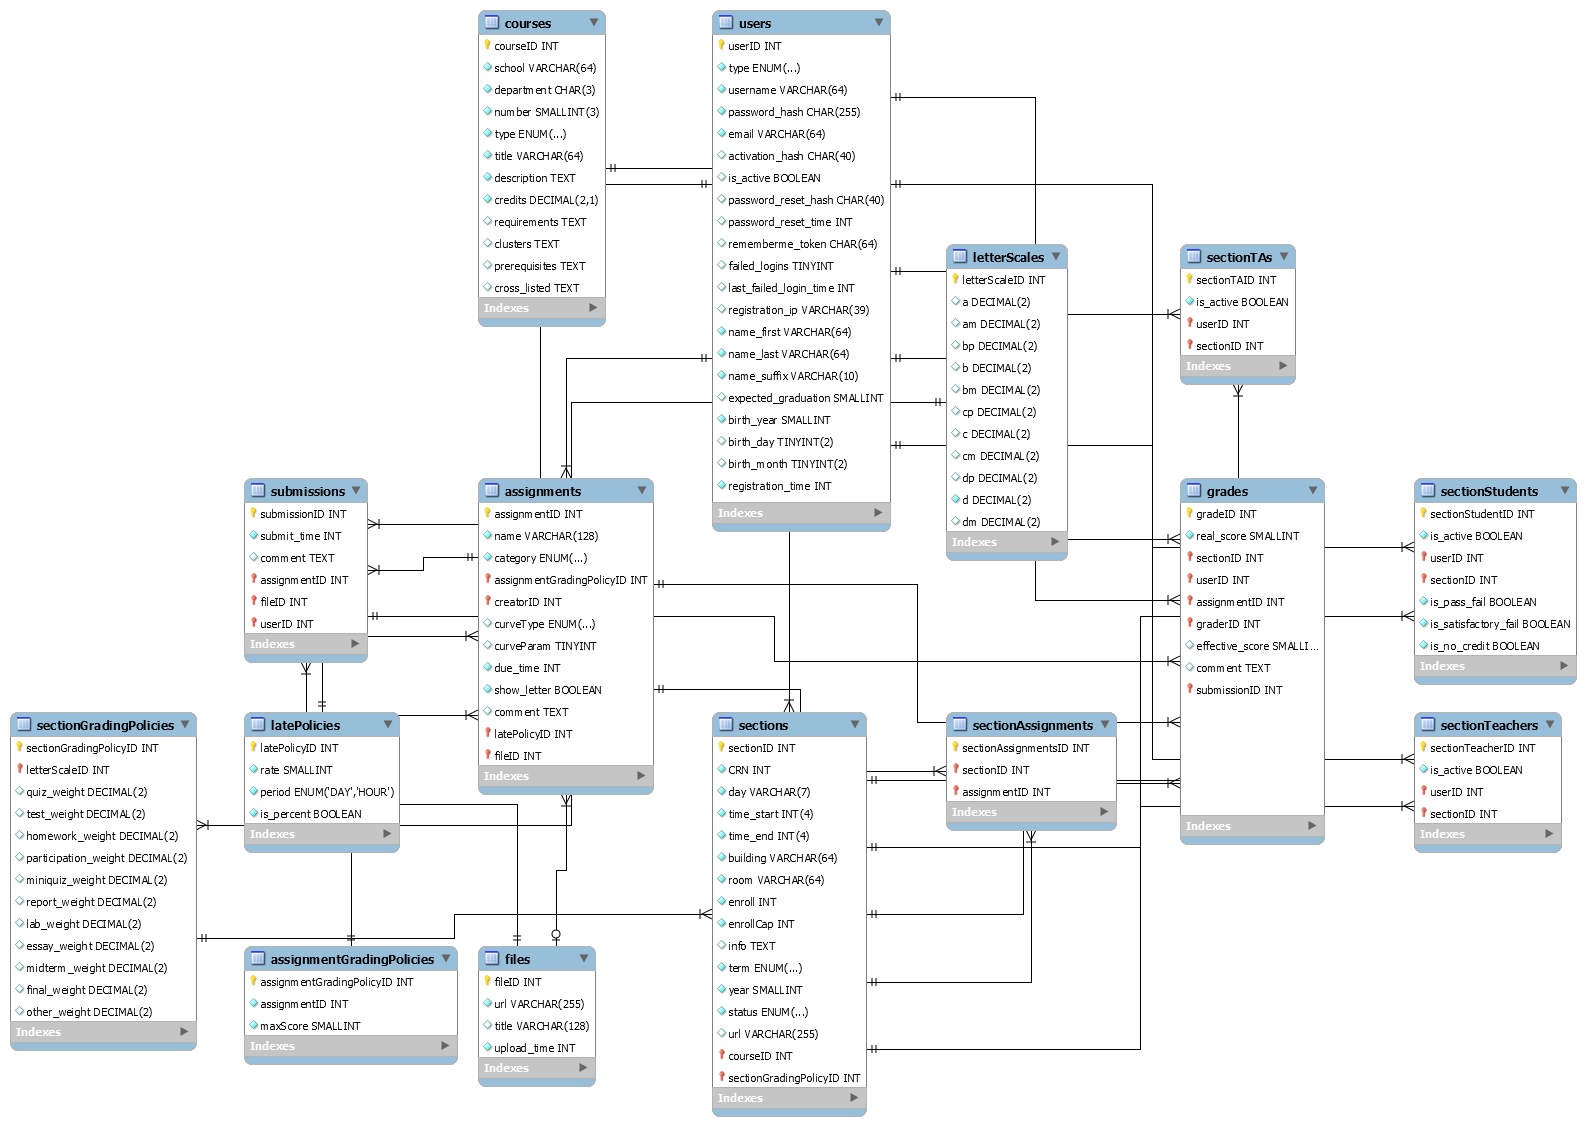 courses
courseID INT
school VARCHAR(64)
department CHAR(3)
number SMALLINT(3)
type ENUM(...)
title VARCHAR(64)
description TEXT
credits DECIMAL(2,1)
requirements TEXT
clusters TEXT
prerequisites TEXT
cross_listed TEXT
Indexes
users
userID INT
type ENUM(...)
username VARCHAR(64)
password_hash CHAR(255)
email VARCHAR(64)
activation_hash CHAR(40)
is_active BOOLEAN
password_reset_hash CHAR(40)
password_reset_time INT
rememberme_token CHAR(64)
failed_logins TINYINT
last_failed_login_time INT
registration_ip VARCHAR(39)
name_first VARCHAR(64)
name_last VARCHAR(64)
name_suffix VARCHAR(10)
expected_graduation SMALLINT
birth_year SMALLINT
birth_day TINYINT(2)
birth_month TINYINT(2)
registration_time INT
Indexes
letterScales
letterScaleID INT
a DECIMAL(2)
am DECIMAL(2)
bp DECIMAL(2)
b DECIMAL(2)
bm DECIMAL(2)
cp DECIMAL(2)
c DECIMAL(2)
cm DECIMAL(2)
dp DECIMAL(2)
d DECIMAL(2)
dm DECIMAL(2)
Indexes
sectionTAs
sectionTAID INT
is_active BOOLEAN
userID INT
sectionID INT
Indexes
submissions
submissionID INT
submit_time INT
comment TEXT
assignmentID INT
fileID INT
userID INT
Indexes
assignments
assignmentID INT
name VARCHAR(128)
category ENUM(...)
assignmentGradingPolicyID INT
creatorID INT
curveType ENUM(...)
curveParam TINYINT
due_time INT
show_letter BOOLEAN
comment TEXT
latePolicyID INT
fileID INT
Indexes
grades
gradeID INT
real_score SMALLINT
sectionID INT
userID INT
assignmentID INT
graderID INT
effective_score SMALLI...
comment TEXT
submissionID INT
Indexes
sectionStudents
sectionStudentID INT
is_active BOOLEAN
userID INT
sectionID INT
is_pass_fail BOOLEAN
is_satisfactory_fail BOOLEAN
is_no_credit BOOLEAN
Indexes
sectionGradingPolicies
sectionGradingPolicyID INT
letterScaleID INT
quiz_weight DECIMAL(2)
test_weight DECIMAL(2)
homework_weight DECIMAL(2)
participation_weight DECIMAL(2)
miniquiz_weight DECIMAL(2)
report_weight DECIMAL(2)
lab_weight DECIMAL(2)
essay_weight DECIMAL(2)
midterm_weight DECIMAL(2)
final_weight DECIMAL(2)
other_weight DECIMAL(2)
Indexes
latePolicies
latePolicyID INT
rate SMALLINT
period ENUM('DAY','HOUR')
is_percent BOOLEAN
Indexes
sections
sectionID INT
CRN INT
day VARCHAR(7)
time_start INT(4)
time_end INT(4)
building VARCHAR(64)
room VARCHAR(64)
enroll INT
enrollCap INT
info TEXT
term ENUM(...)
year SMALLINT
status ENUM(...)
url VARCHAR(255)
courseID INT
sectionGradingPolicyID INT
Indexes
sectionAssignments
sectionAssignmentsID INT
sectionID INT
assignmentID INT
Indexes
sectionTeachers
sectionTeacherID INT
is_active BOOLEAN
userID INT
sectionID INT
Indexes
assignmentGradingPolicies
assignmentGradingPolicyID INT
assignmentID INT
maxScore SMALLINT
Indexes
files
fileID INT
url VARCHAR(255)
title VARCHAR(128)
upload_time INT
Indexes